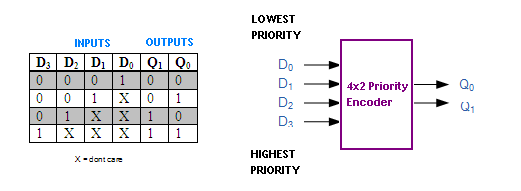 INPUTS OUTPUTS
D3 D2 D1 D0 Q1 Q0
0 0 0 1 0 0
0 0 1 X 0 1
0 1 X X 1 0
1 X X X 1 1
X = dont care
LOWEST
PRIORITY
D0
D1
D2
D3
4x2 Priority
Encoder
Q0
Q1
HIGHEST
PRIORITY